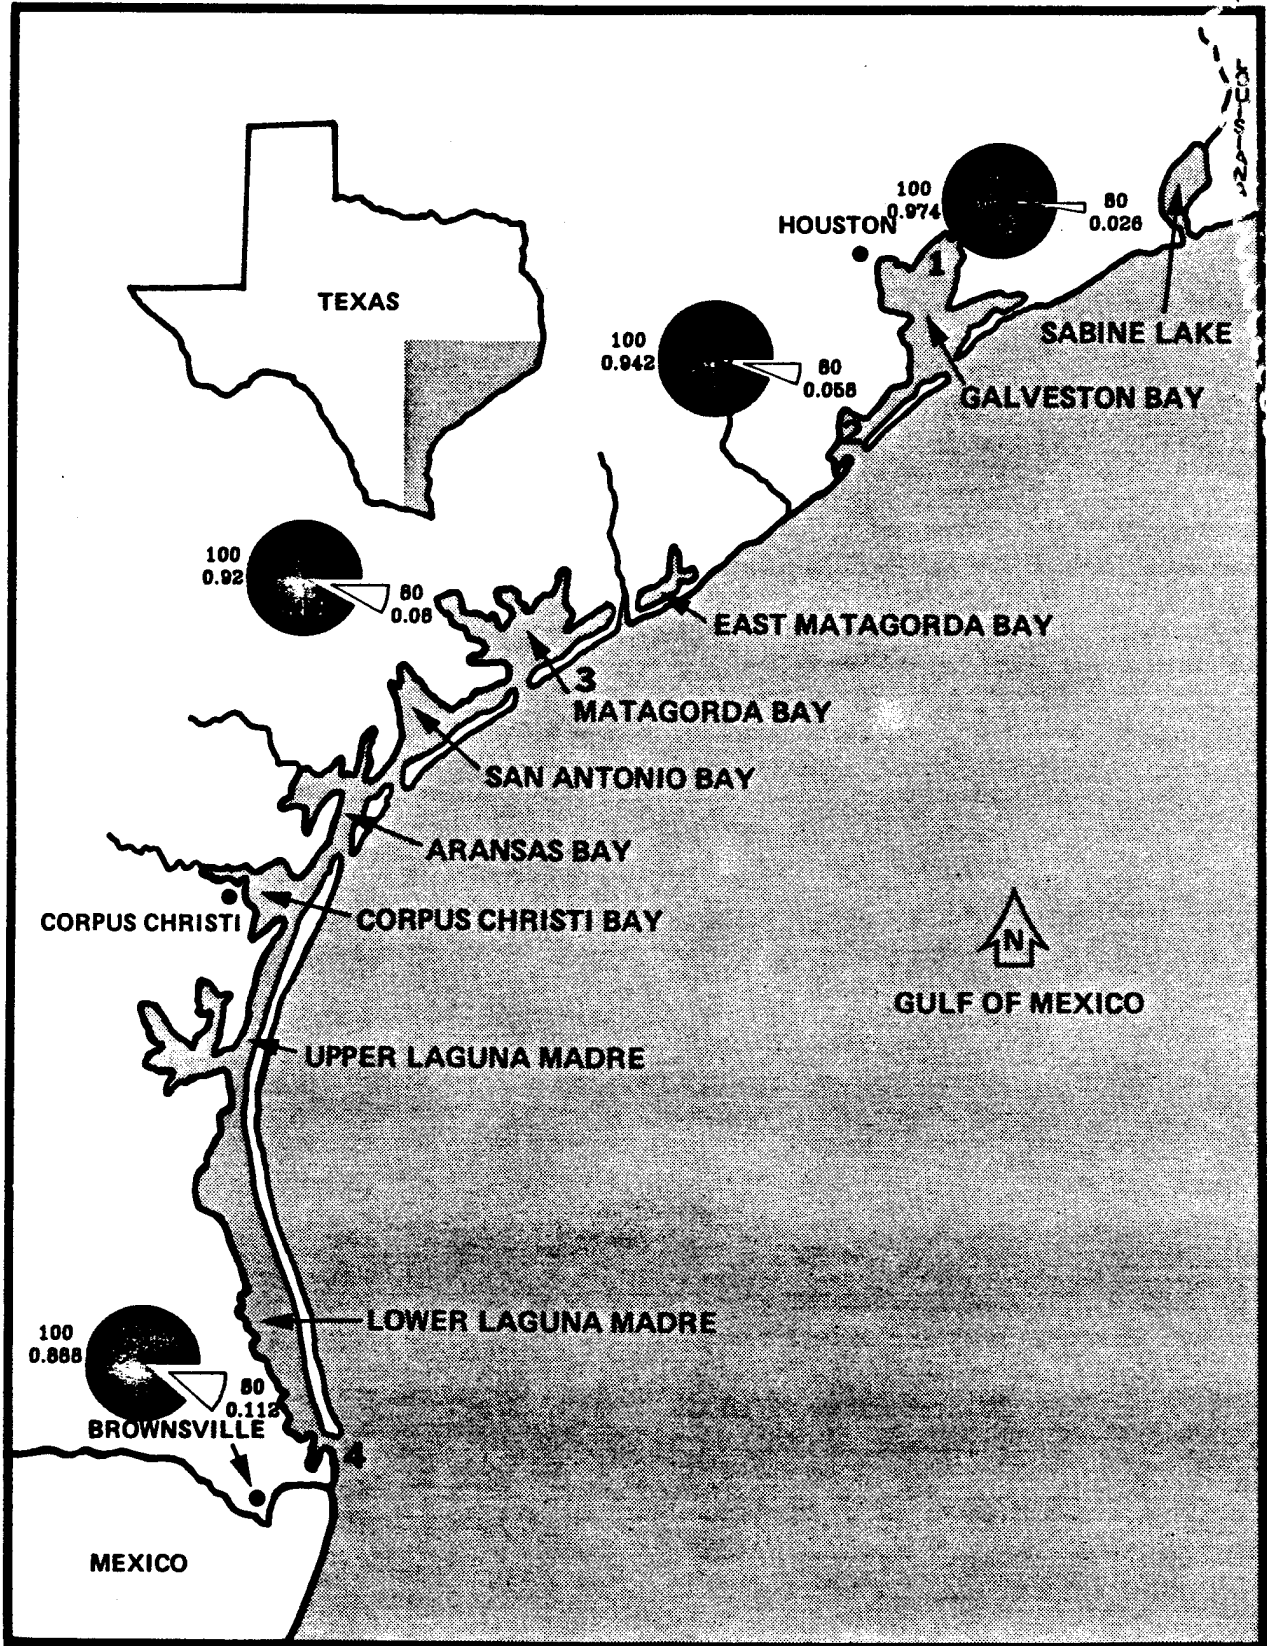 LOUISIANA
100
0.974
80
0.026
HOUSTON
1
TEXAS
SABINE LAKE
100
0.942
80
0.058
GALVESTON BAY
2
100
0.92
80
0.08
EAST MATAGORDA BAY
3
MATAGORDA BAY
SAN ANTONIO BAY
ARANSAS BAY
CORPUS CHRISTI
CORPUS CHRISTI BAY
N
GULF OF MEXICO
UPPER LAGUNA MADRE
LOWER LAGUNA MADRE
100
0.888
80
0.112
BROWNSVILLE
4
MEXICO